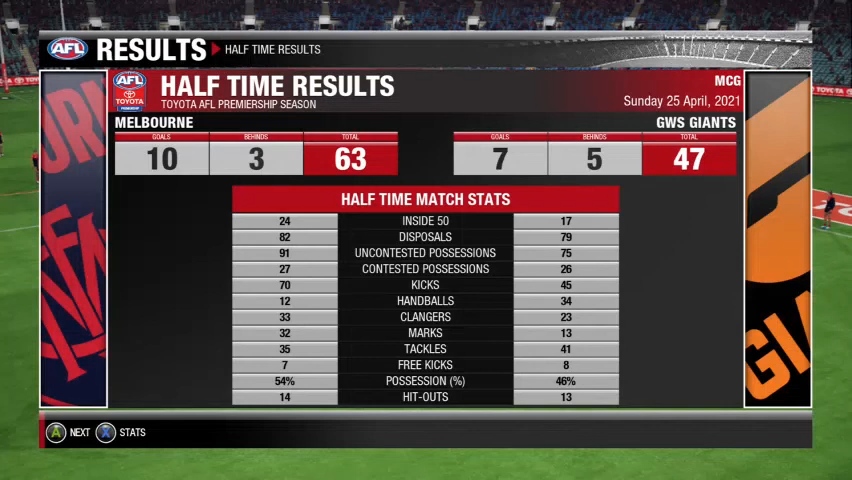 AFL RESULTS HALF TIME RESULTS
AFL
TOYOTA
HALF TIME RESULTS
TOYOTA AFL PREMIERSHIP SEASON
MCG
Sunday 25 April, 2021
MELBOURNE
GWS GIANTS
GOALS BEHINDS TOTAL
10 3 63
GOALS BEHINDS TOTAL
7 5 47
HALF TIME MATCH STATS
24 INSIDE 50 17
82 DISPOSALS 79
91 UNCONTESTED POSSESSIONS 75
27 CONTESTED POSSESSIONS 26
70 KICKS 45
12 HANDBALLS 34
33 CLANGERS 23
32 MARKS 13
35 TACKLES 41
7 FREE KICKS 8
54% POSSESSION (%) 46%
14 HIT-OUTS 13
A NEXT X STATS